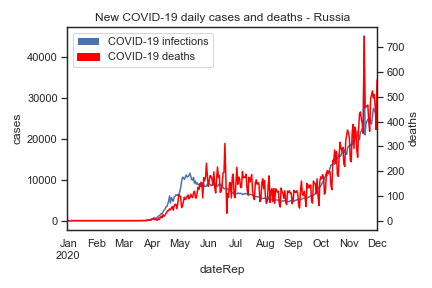 New COVID-19 daily cases and deaths - Russia
COVID-19 infections
COVID-19 deaths
40000
30000
20000
10000
0
cases
700
600
500
400
300
200
100
0
deaths
Jan Feb Mar Apr May Jun Jul Aug Sep Oct Nov Dec
2020
dateRep